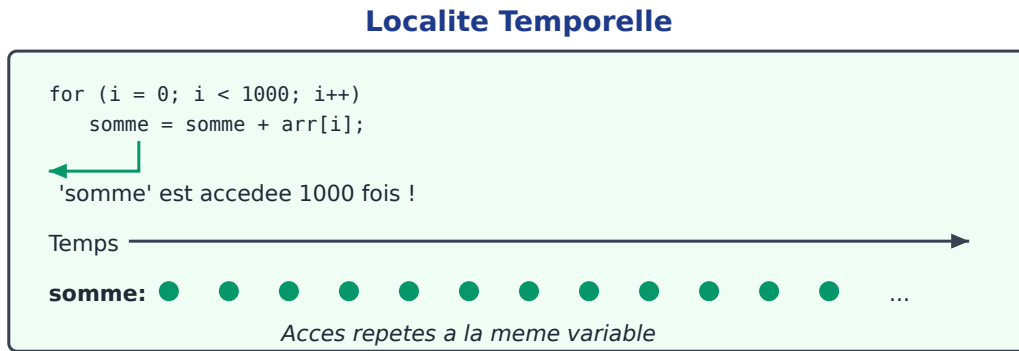 Localite Temporelle
for (i = 0; i < 1000; i++)
somme = somme + arr[i];
'somme' est accedee 1000 fois !
Temps
somme: ...
Acces repetes a la meme variable